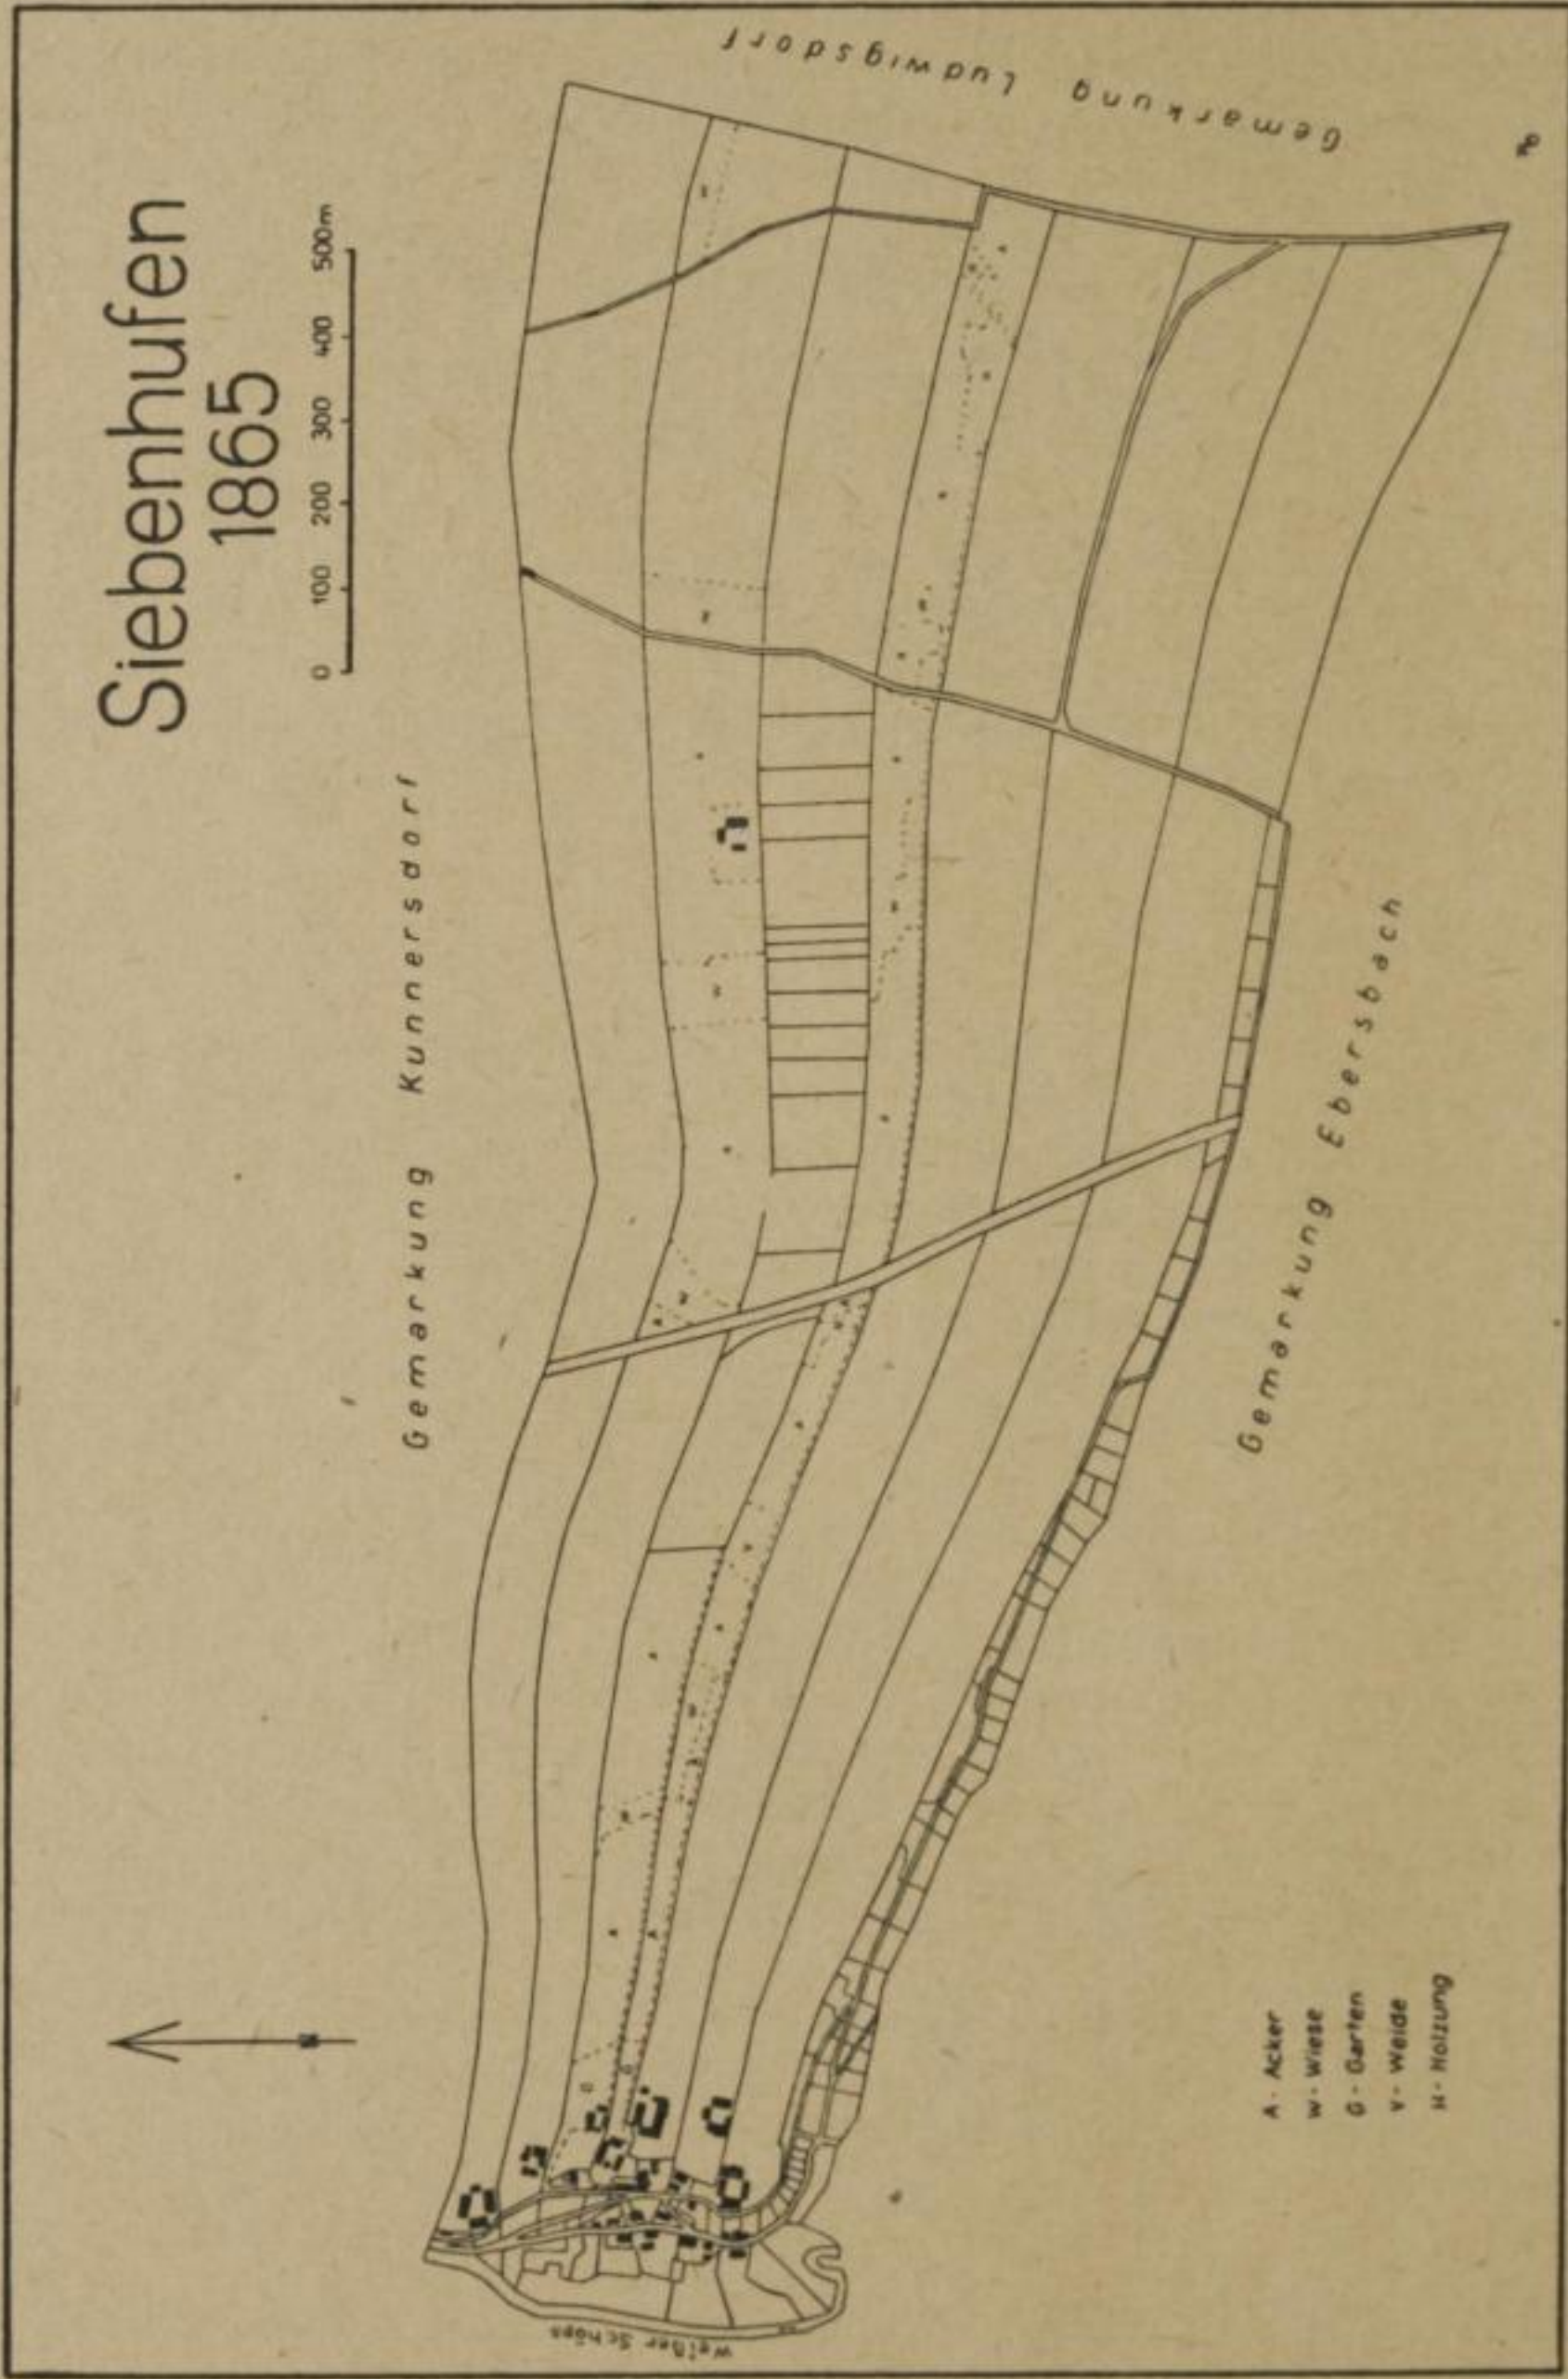 Siebenhufen
1865
0 100 200 300 400 500m
Gemarkung Ludwigsdorf
Gemarkung Kunnersdorf
Gemarkung Ebersbach
Weißer Schöps
A - Acker
W - Wiese
G - Garten
V - Weide
H - Holzung